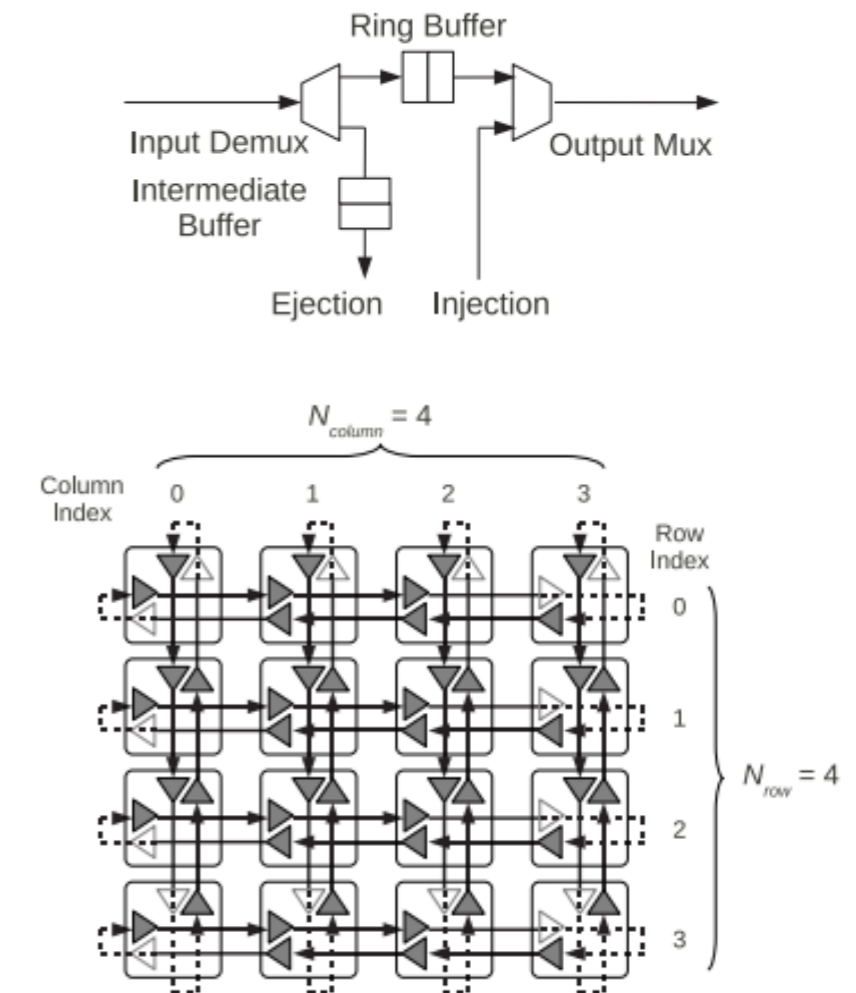 Ring Buffer
Input Demux
Output Mux
Intermediate
Buffer
Ejection
Injection
N_column = 4
Column
Index
0 1 2 3
Row
Index
0
1
2
3
N_row = 4